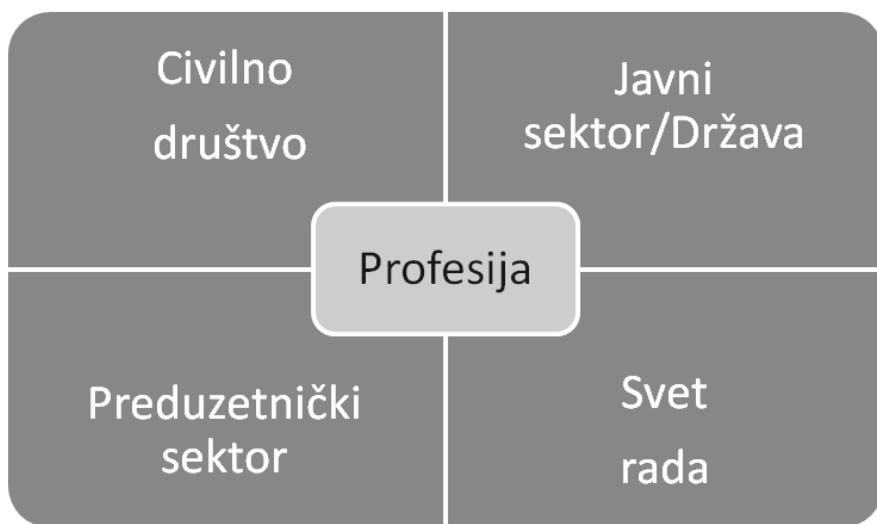 Civilno
društvo
Javni
sektor/Država
Profesija
Preduzetnički
sektor
Svet
rada